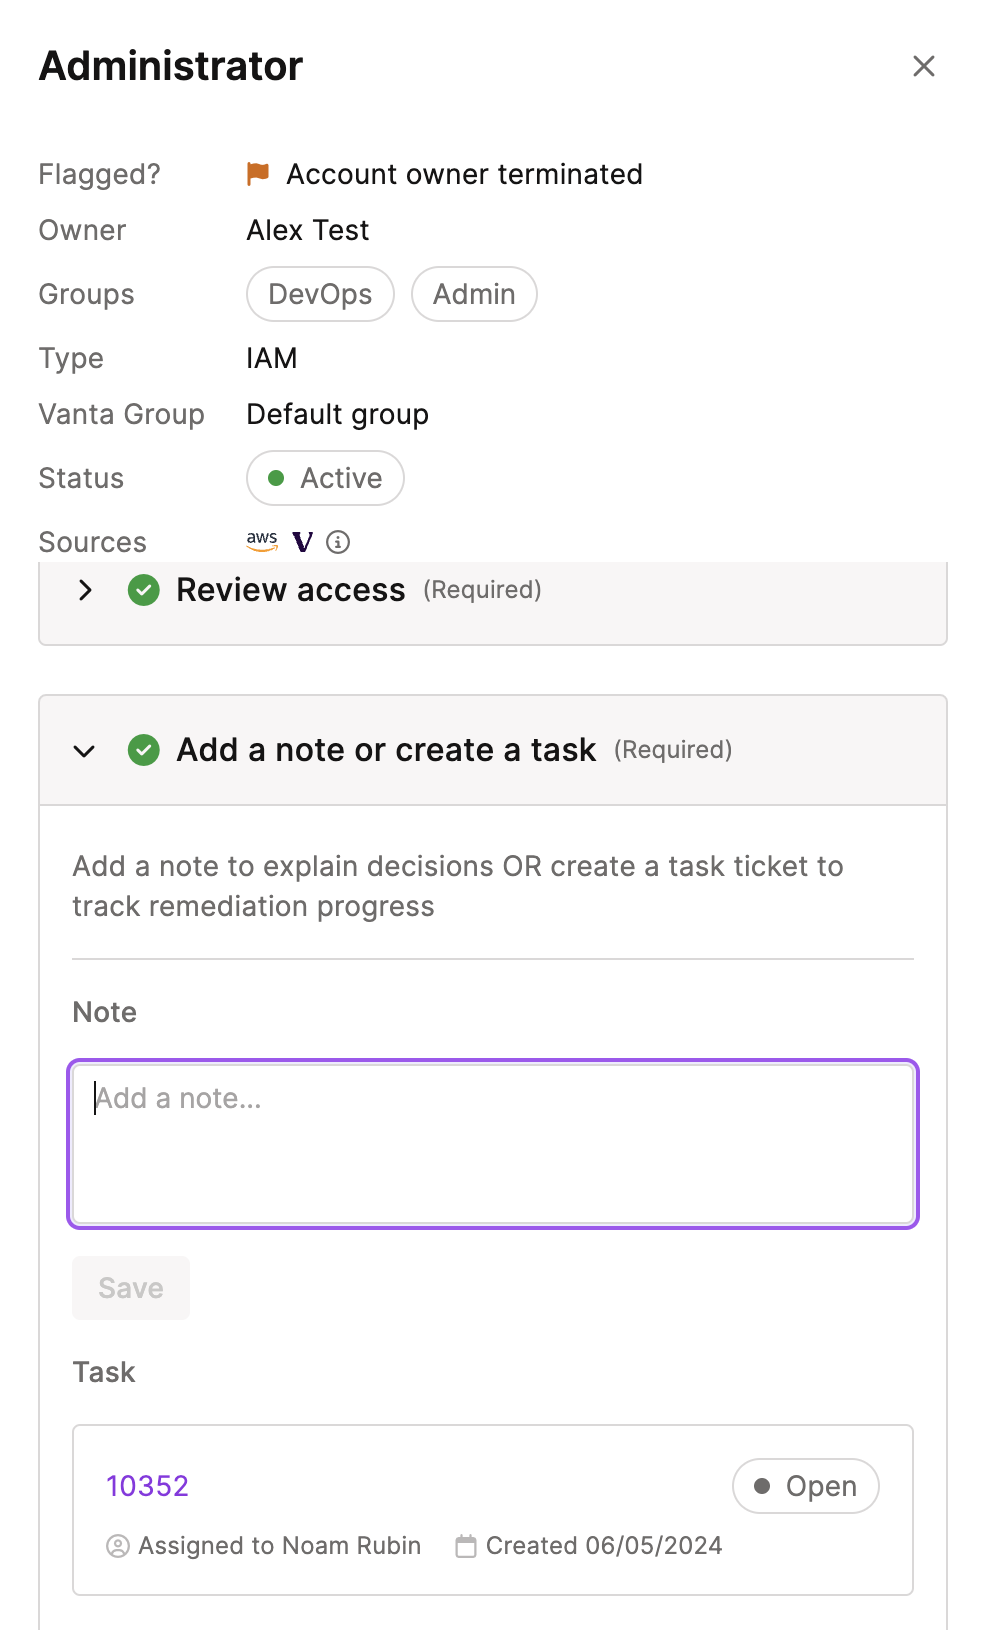 Administrator
Flagged? Account owner terminated
Owner Alex Test
Groups DevOps Admin
Type IAM
Vanta Group Default group
Status Active
Sources aws V i
Review access (Required)
Add a note or create a task (Required)
Add a note to explain decisions OR create a task ticket to
track remediation progress
Note
Add a note...
Save
Task
10352 Open
Assigned to Noam Rubin Created 06/05/2024